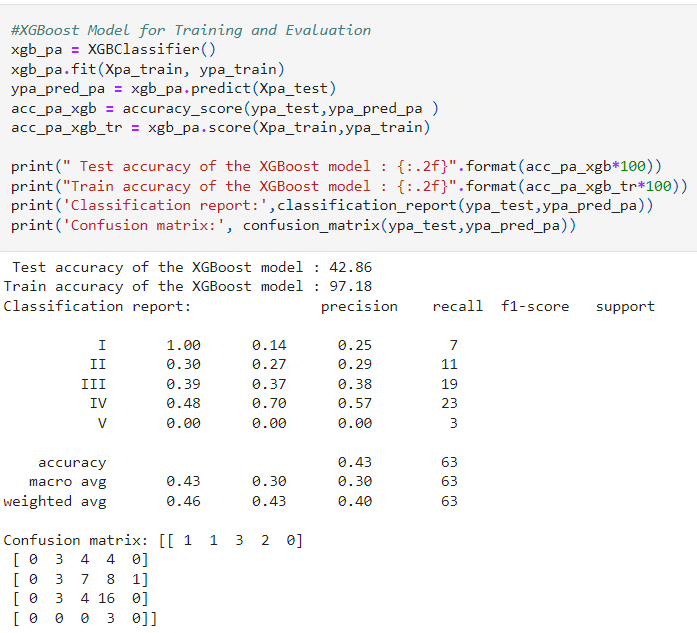 #XGBoost Model for Training and Evaluation
xgb_pa = XGBClassifier()
xgb_pa.fit(Xpa_train, ypa_train)
ypa_pred_pa = xgb_pa.predict(Xpa_test)
acc_pa_xgb = accuracy_score(ypa_test,ypa_pred_pa )
acc_pa_xgb_tr = xgb_pa.score(Xpa_train,ypa_train)

print(" Test accuracy of the XGBoost model : {:.2f}".format(acc_pa_xgb*100))
print("Train accuracy of the XGBoost model : {:.2f}".format(acc_pa_xgb_tr*100))
print('Classification report:',classification_report(ypa_test,ypa_pred_pa))
print('Confusion matrix:', confusion_matrix(ypa_test,ypa_pred_pa))

 Test accuracy of the XGBoost model : 42.86
Train accuracy of the XGBoost model : 97.18
Classification report:               precision    recall  f1-score   support

           I       1.00      0.14      0.25         7
          II       0.30      0.27      0.29        11
         III       0.39      0.37      0.38        19
          IV       0.48      0.70      0.57        23
           V       0.00      0.00      0.00         3

    accuracy                           0.43        63
   macro avg       0.43      0.30      0.30        63
weighted avg       0.46      0.43      0.40        63

Confusion matrix: [[ 1  1  3  2  0]
 [ 0  3  4  4  0]
 [ 0  3  7  8  1]
 [ 0  3  4 16  0]
 [ 0  0  0  3  0]]